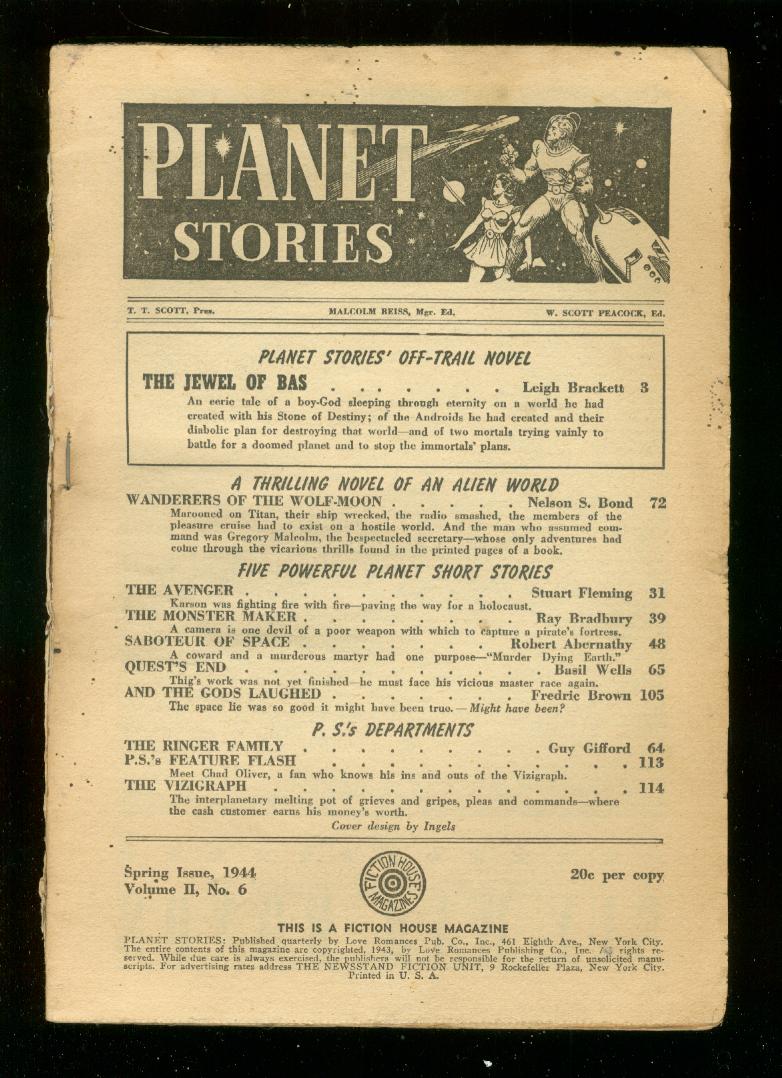 PLANET
STORIES
T. T. SCOTT, Pres. MALCOLM REISS, Mgr. Ed. W. SCOTT PEACOCK, Ed.
PLANET STORIES' OFF-TRAIL NOVEL
THE JEWEL OF BAS . . . . . . . Leigh Brackett 3
An eerie tale of a boy-God sleeping through eternity on a world he had
created with his Stone of Destiny; of the Androids he had created and their
diabolic plan for destroying that world—and of two mortals trying vainly to
battle for a doomed planet and to stop the immortals' plans.
A THRILLING NOVEL OF AN ALIEN WORLD
WANDERERS OF THE WOLF-MOON . . . . . Nelson S. Bond 72
Marooned on Titan, their ship wrecked, the radio smashed, the members of the
pleasure cruise had to exist on a hostile world. And the man who assumed com-
mand was Gregory Malcolm, the bespectacled secretary—whose only adventures had
come through the vicarious thrills found in the printed pages of a book.
FIVE POWERFUL PLANET SHORT STORIES
THE AVENGER . . . . . . . . . . Stuart Fleming 31
Karson was fighting fire with fire—paving the way for a holocaust.
THE MONSTER MAKER . . . . . . . . Ray Bradbury 39
A camera is one devil of a poor weapon with which to capture a pirate's fortress.
SABOTEUR OF SPACE . . . . . . . Robert Abernathy 48
A coward and a murderous martyr had one purpose—"Murder Dying Earth."
QUEST'S END . . . . . . . . . . . Basil Wells 65
Thig's work was not yet finished—he must face his vicious master race again.
AND THE GODS LAUGHED . . . . . . . Fredric Brown 105
The space lie was so good it might have been true.—Might have been?
P. S.'s DEPARTMENTS
THE RINGER FAMILY . . . . . . . . . Guy Gifford 64
P.S.'s FEATURE FLASH . . . . . . . . . . . 113
Meet Chad Oliver, a fan who knows his ins and outs of the Vizigraph.
THE VIZIGRAPH . . . . . . . . . . . . . 114
The interplanetary melting pot of grieves and gripes, pleas and commands—where
the cash customer earns his money's worth.
Cover design by Ingels
Spring Issue, 1944 20c per copy
Volume II, No. 6
FICTION HOUSE
MAGAZINES
THIS IS A FICTION HOUSE MAGAZINE
PLANET STORIES: Published quarterly by Love Romances Pub. Co., Inc., 461 Eighth Ave., New York City.
The entire contents of this magazine are copyrighted, 1943, by Love Romances Publishing Co., Inc. All rights re-
served. While due care is always exercised, the publishers will not be responsible for the return of unsolicited manu-
scripts. For advertising rates address THE NEWSSTAND FICTION UNIT, 9 Rockefeller Plaza, New York City.
Printed in U. S. A.